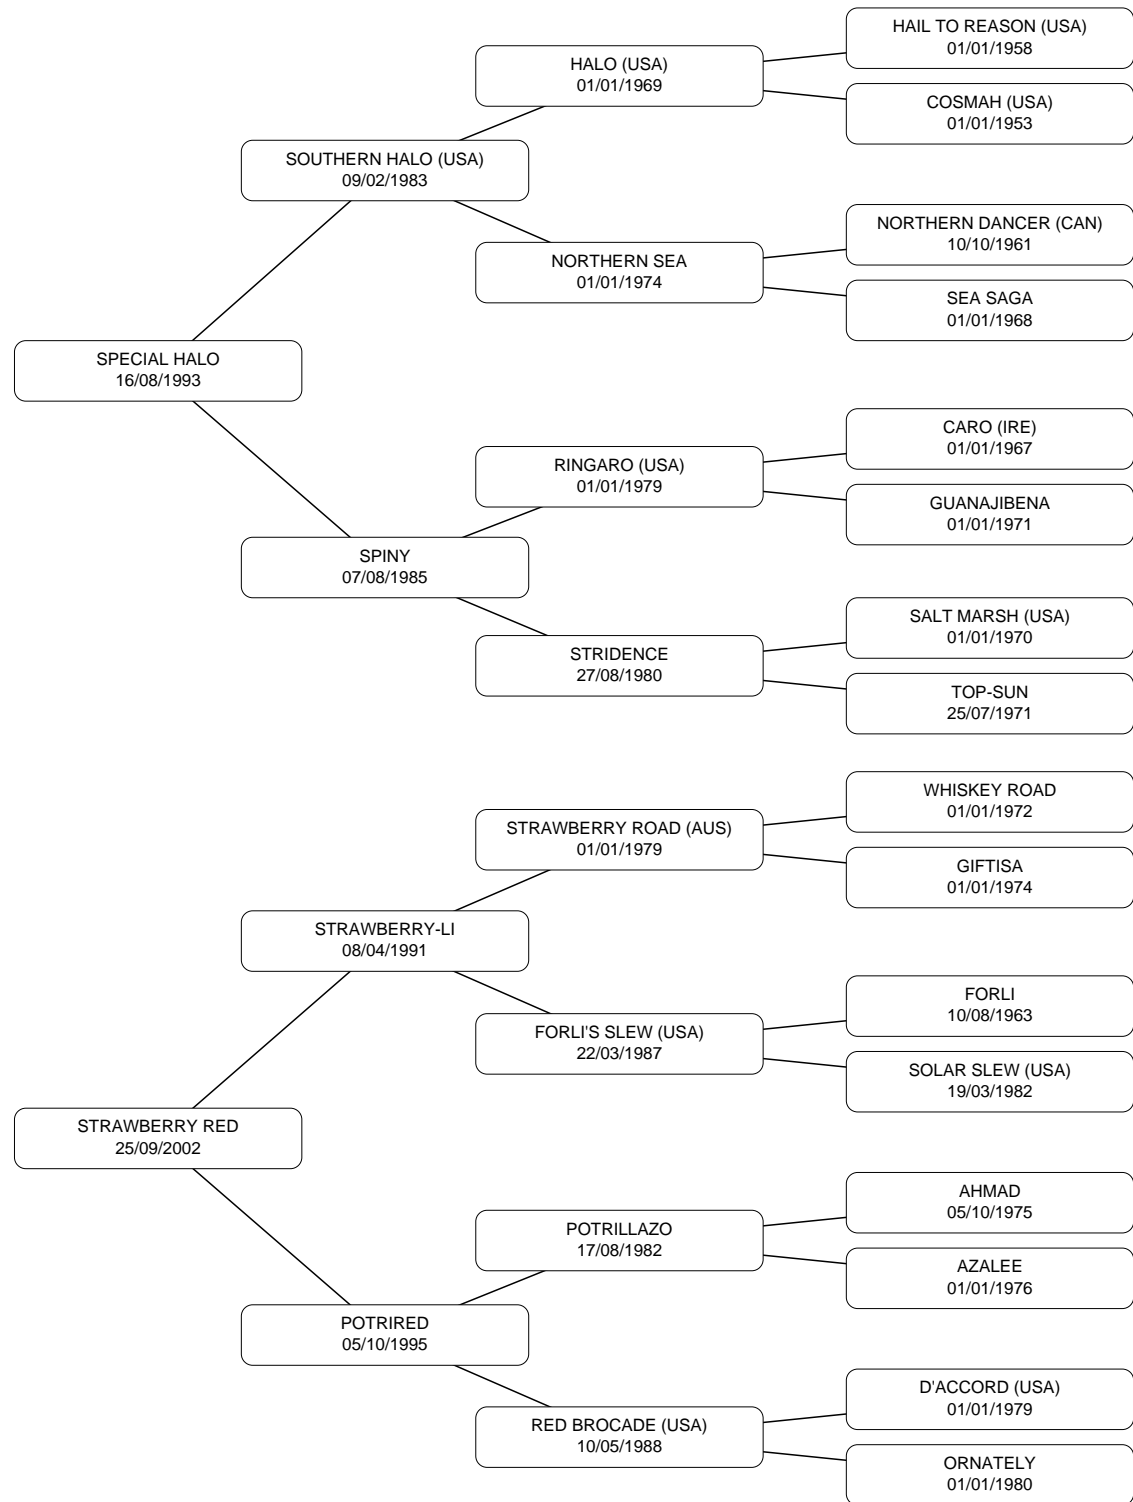 HAIL TO REASON (USA)
01/01/1958
HALO (USA)
01/01/1969
COSMAH (USA)
01/01/1953
SOUTHERN HALO (USA)
09/02/1983
NORTHERN DANCER (CAN)
10/10/1961
NORTHERN SEA
01/01/1974
SEA SAGA
01/01/1968
SPECIAL HALO
16/08/1993
CARO (IRE)
01/01/1967
RINGARO (USA)
01/01/1979
GUANAJIBENA
01/01/1971
SPINY
07/08/1985
SALT MARSH (USA)
01/01/1970
STRIDENCE
27/08/1980
TOP-SUN
25/07/1971
WHISKEY ROAD
01/01/1972
STRAWBERRY ROAD (AUS)
01/01/1979
GIFTISA
01/01/1974
STRAWBERRY-LI
08/04/1991
FORLI
10/08/1963
FORLI'S SLEW (USA)
22/03/1987
SOLAR SLEW (USA)
19/03/1982
STRAWBERRY RED
25/09/2002
AHMAD
05/10/1975
POTRILLAZO
17/08/1982
AZALEE
01/01/1976
POTRIRED
05/10/1995
D'ACCORD (USA)
01/01/1979
RED BROCADE (USA)
10/05/1988
ORNATELY
01/01/1980